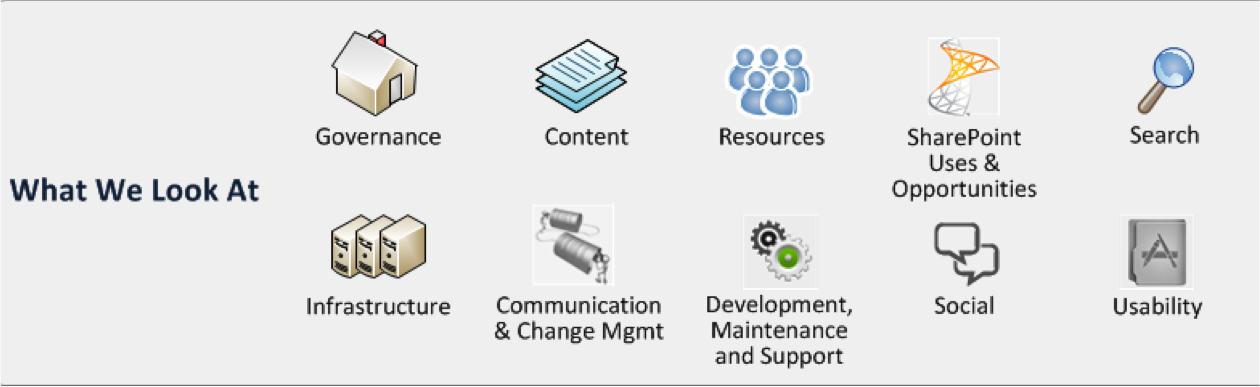 Governance
Content
Resources
SharePoint
Uses &
Opportunities
Search
What We Look At
Infrastructure
Communication
& Change Mgmt
Development,
Maintenance
and Support
Social
Usability